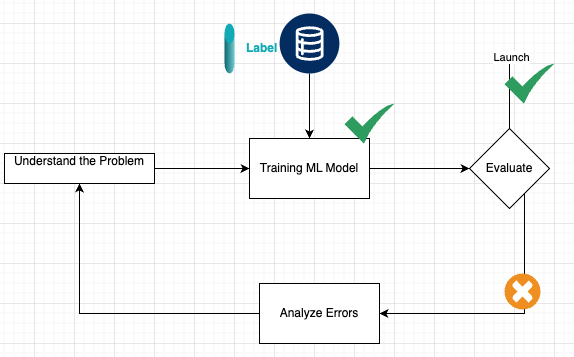 Label
Launch
Understand the Problem
Training ML Model
Evaluate
Analyze Errors